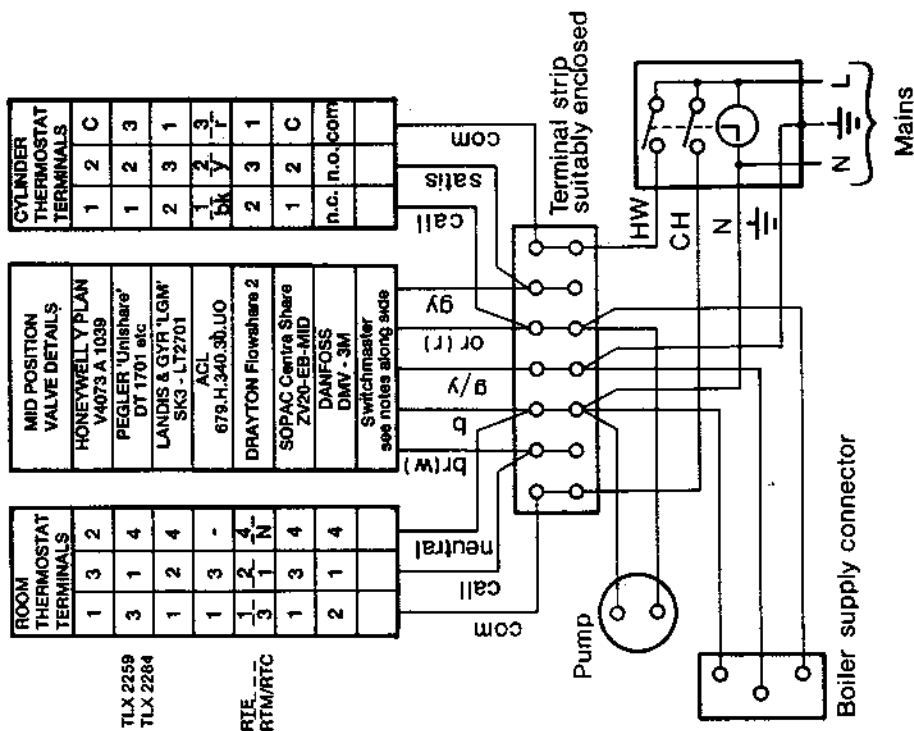 ROOM THERMOSTAT TERMINALS
1 3 2
TLX 2259
TLX 2284
3 1 4
1 2 4
1 3 -
RTE
RTM/RTC
1 2 4
3 1 N
1 3 4
2 1 4
com
call
neutral
MID POSITION VALVE DETAILS
HONEYWELL Y PLAN
V4073 A 1039
PEGLER 'Unishare'
DT 1701 etc
LANDIS & GYR 'LGM'
SK3 - LT2701
ACL
679.H.340.3b.UO
DRAYTON Flowshare 2
SOPAC Centre Share
ZV20-EB-MID
DANFOSS
DMV - 3M
Switchmaster
see notes along side
br(w)
b
g/y
or (r)
gy
CYLINDER THERMOSTAT TERMINALS
1 2 C
1 2 3
2 3 1
1 2 3
bk y r
2 3 1
1 2 C
n.c. n.o. com
call
satis
com
Terminal strip
suitably enclosed
HW
CH
N
N
L
Mains
Pump
Boiler supply connector